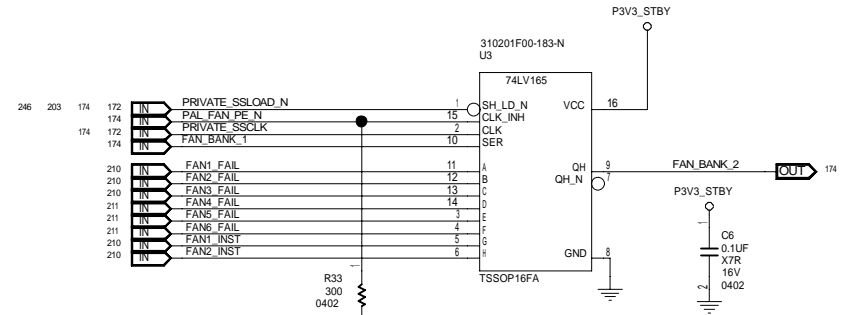 P3V3_STBY
310201F00-183-N
U3
74LV165
246 203 174 172 IN PRIVATE_SSLOAD_N 1 SH_LD_N VCC 16
174 IN PAL_FAN_PE_N 15 CLK_INH
174 172 IN PRIVATE_SSCLK 2 CLK
174 IN FAN_BANK_1 10 SER
210 IN FAN1_FAIL 11 A QH 9 FAN_BANK_2 OUT 174
210 IN FAN2_FAIL 12 B QH_N 7
210 IN FAN3_FAIL 13 C
211 IN FAN4_FAIL 14 D
211 IN FAN5_FAIL 3 E
211 IN FAN6_FAIL 4 F
210 IN FAN1_INST 5 G
210 IN FAN2_INST 6 H GND 8
TSSOP16FA
P3V3_STBY
1
C6
0.1UF
X7R
16V
2 0402
1
R33
300
0402